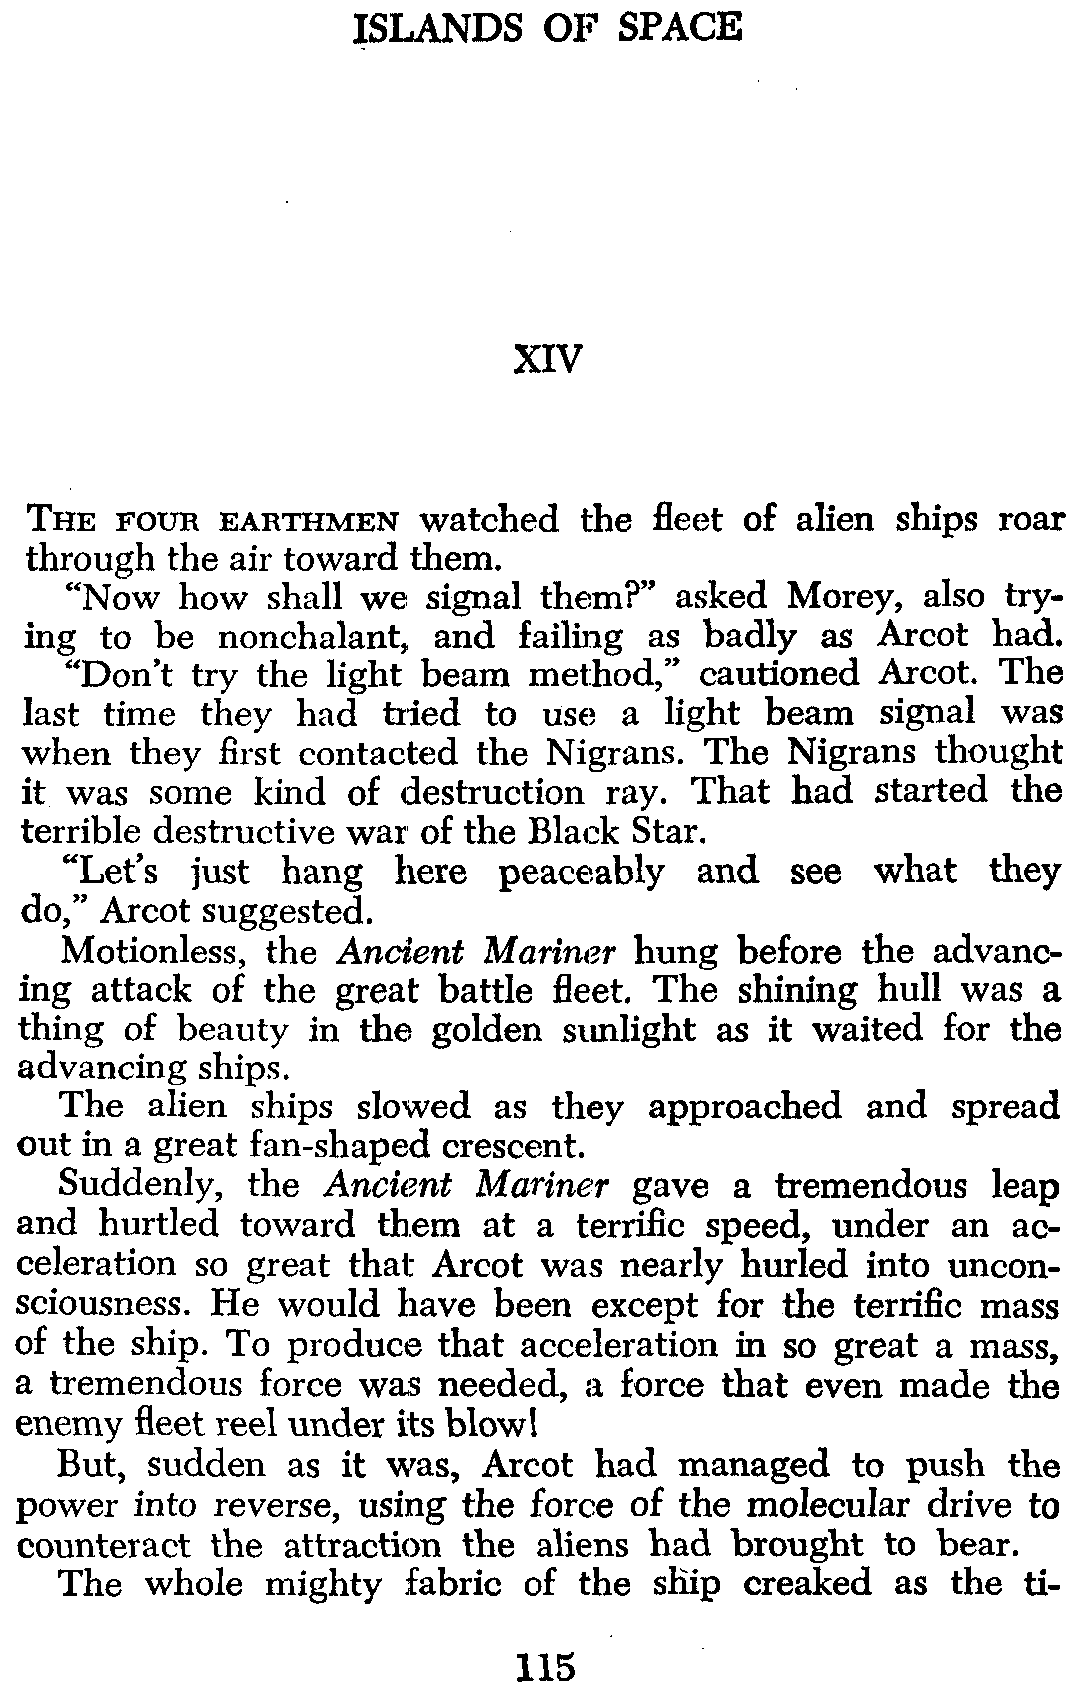 ISLANDS OF SPACE
XIV
THE FOUR EARTHMEN watched the fleet of alien ships roar
through the air toward them.
“Now how shall we signal them?” asked Morey, also try-
ing to be nonchalant, and failing as badly as Arcot had.
“Don’t try the light beam method,” cautioned Arcot. The
last time they had tried to use a light beam signal was
when they first contacted the Nigrans. The Nigrans thought
it was some kind of destruction ray. That had started the
terrible destructive war of the Black Star.
“Let’s just hang here peaceably and see what they
do,” Arcot suggested.
Motionless, the Ancient Mariner hung before the advanc-
ing attack of the great battle fleet. The shining hull was a
thing of beauty in the golden sunlight as it waited for the
advancing ships.
The alien ships slowed as they approached and spread
out in a great fan-shaped crescent.
Suddenly, the Ancient Mariner gave a tremendous leap
and hurtled toward them at a terrific speed, under an ac-
celeration so great that Arcot was nearly hurled into uncon-
sciousness. He would have been except for the terrific mass
of the ship. To produce that acceleration in so great a mass,
a tremendous force was needed, a force that even made the
enemy fleet reel under its blow!
But, sudden as it was, Arcot had managed to push the
power into reverse, using the force of the molecular drive to
counteract the attraction the aliens had brought to bear.
The whole mighty fabric of the ship creaked as the ti-
115